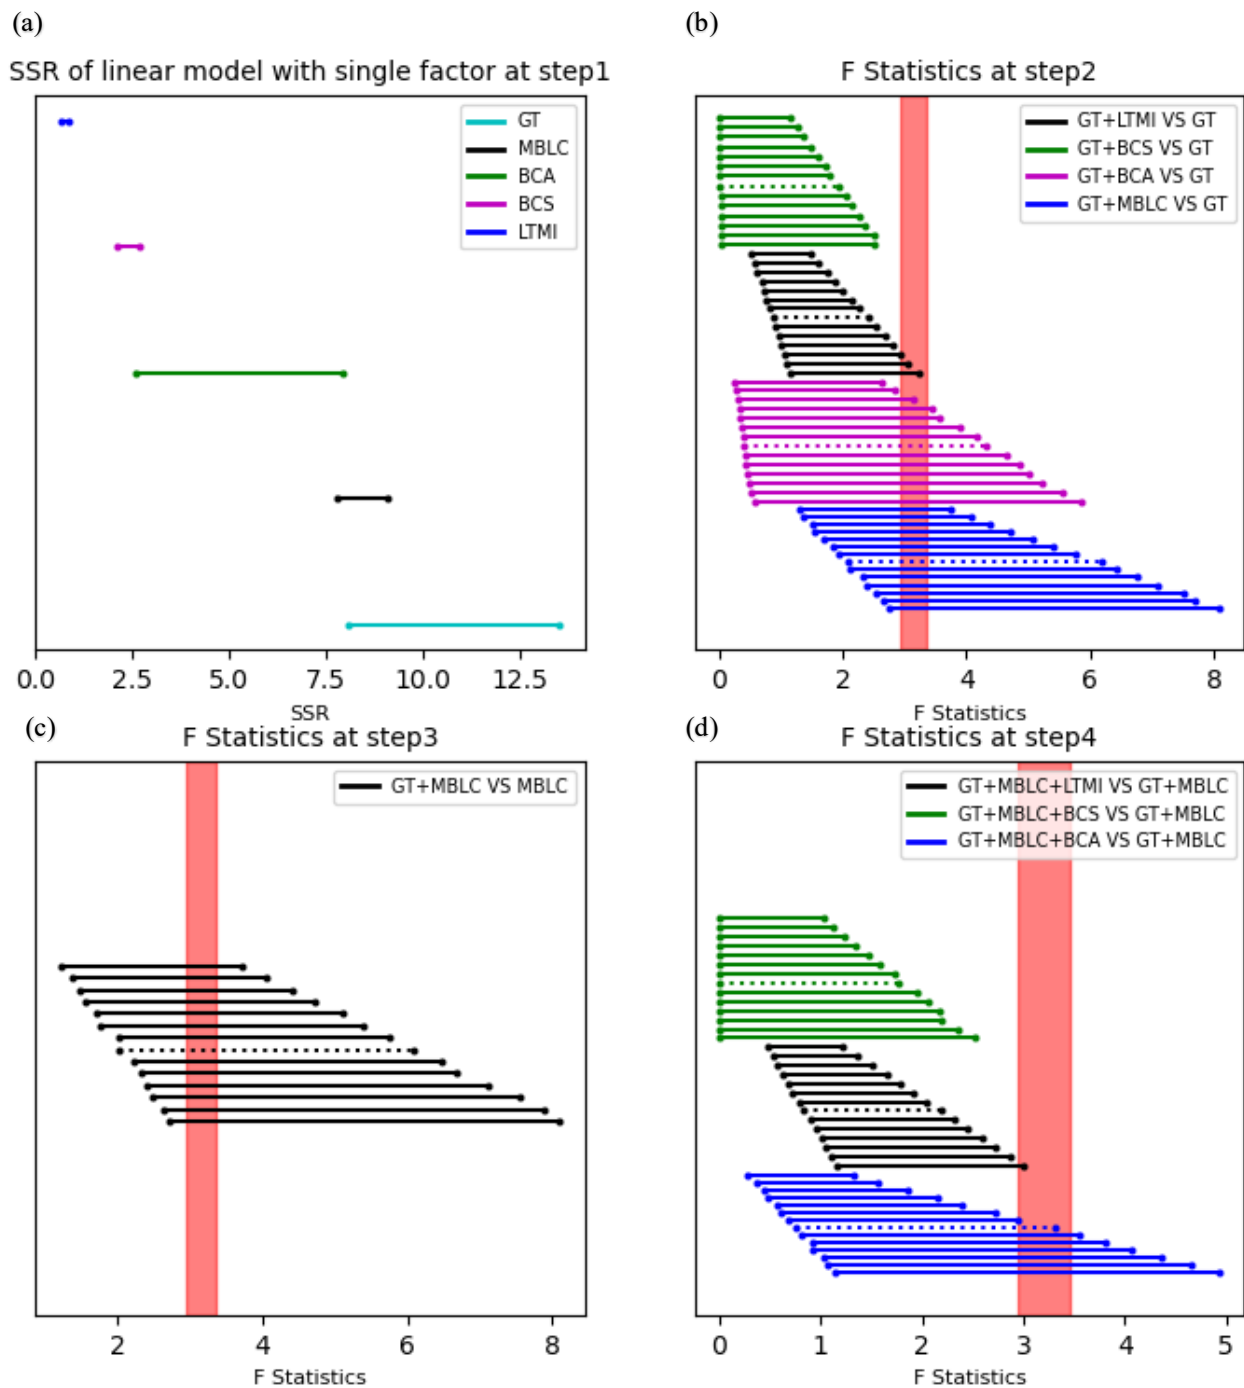 (a)
SSR of linear model with single factor at step1
GT
MBLC
BCA
BCS
LTMI
0.0 2.5 5.0 7.5 10.0 12.5
SSR
(b)
F Statistics at step2
GT+LTMI VS GT
GT+BCS VS GT
GT+BCA VS GT
GT+MBLC VS GT
0 2 4 6 8
F Statistics
(c)
F Statistics at step3
GT+MBLC VS MBLC
2 4 6 8
F Statistics
(d)
F Statistics at step4
GT+MBLC+LTMI VS GT+MBLC
GT+MBLC+BCS VS GT+MBLC
GT+MBLC+BCA VS GT+MBLC
0 1 2 3 4 5
F Statistics